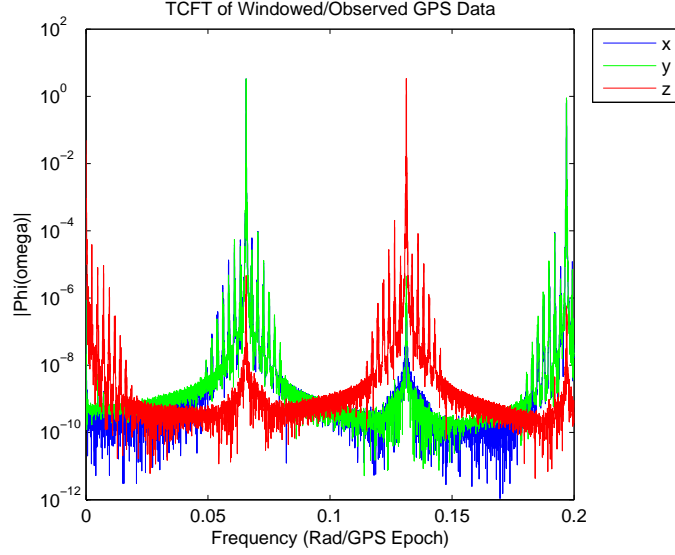 TCFT of Windowed/Observed GPS Data
10^2
10^0
10^-2
10^-4
10^-6
10^-8
10^-10
10^-12
|Phi(omega)|
0 0.05 0.1 0.15 0.2
Frequency (Rad/GPS Epoch)
x
y
z